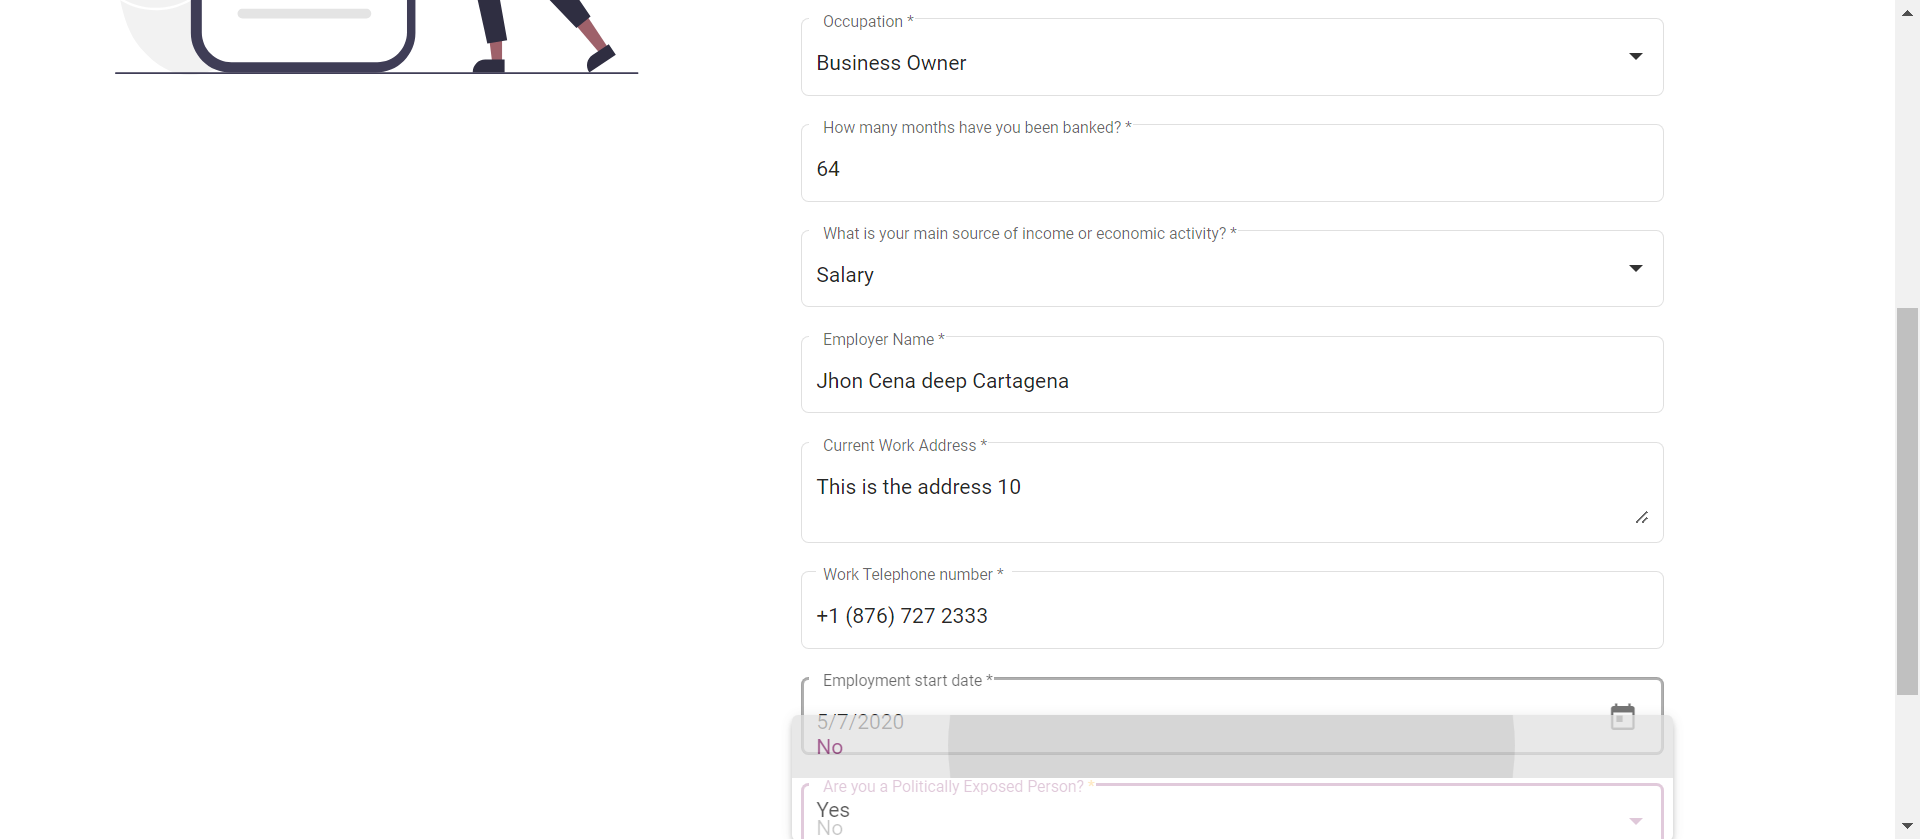 Occupation *
Business Owner
How many months have you been banked? *
64
What is your main source of income or economic activity? *
Salary
Employer Name *
Jhon Cena deep Cartagena
Current Work Address *
This is the address 10
Work Telephone number *
+1 (876) 727 2333
Employment start date *
5/7/2020
No
Are you a Politically Exposed Person? *
Yes
No